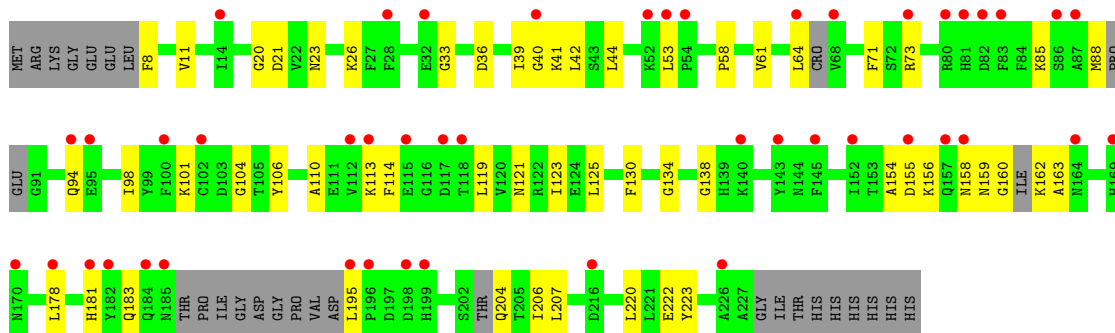 MET ARG LYS GLY GLU GLU LEU F8 V11 I14 G20 D21 V22 N23 K26 F27 F28 E32 G33 D36 I39 G40 K41 L42 S43 L44 K52 L53 P54 P58 V61 L64 CRO V68 F71 S72 R73 R80 H81 D82 F83 F84 K85 S86 A87 M88 PRO
GLU G91 Q94 E95 I98 Y99 F100 K101 C102 D103 G104 T105 Y106 A110 E111 V112 K113 F114 E115 G116 D117 T118 L119 V120 N121 R122 I123 E124 L125 F130 G134 G138 H139 K140 Y143 N144 F145 T152 T153 A154 D155 K156 Q157 N158 N159 G160 ILE K162 A163 N164 H169
N170 L178 H181 Y182 Q183 Q184 N185 THR PRO ILE GLY ASP GLY PRO VAL ASP L195 P196 D197 D198 H199 S202 THR Q204 T205 I206 L207 D216 L220 L221 E222 Y223 A226 A227 GLY ILE THR HIS HIS HIS HIS HIS HIS